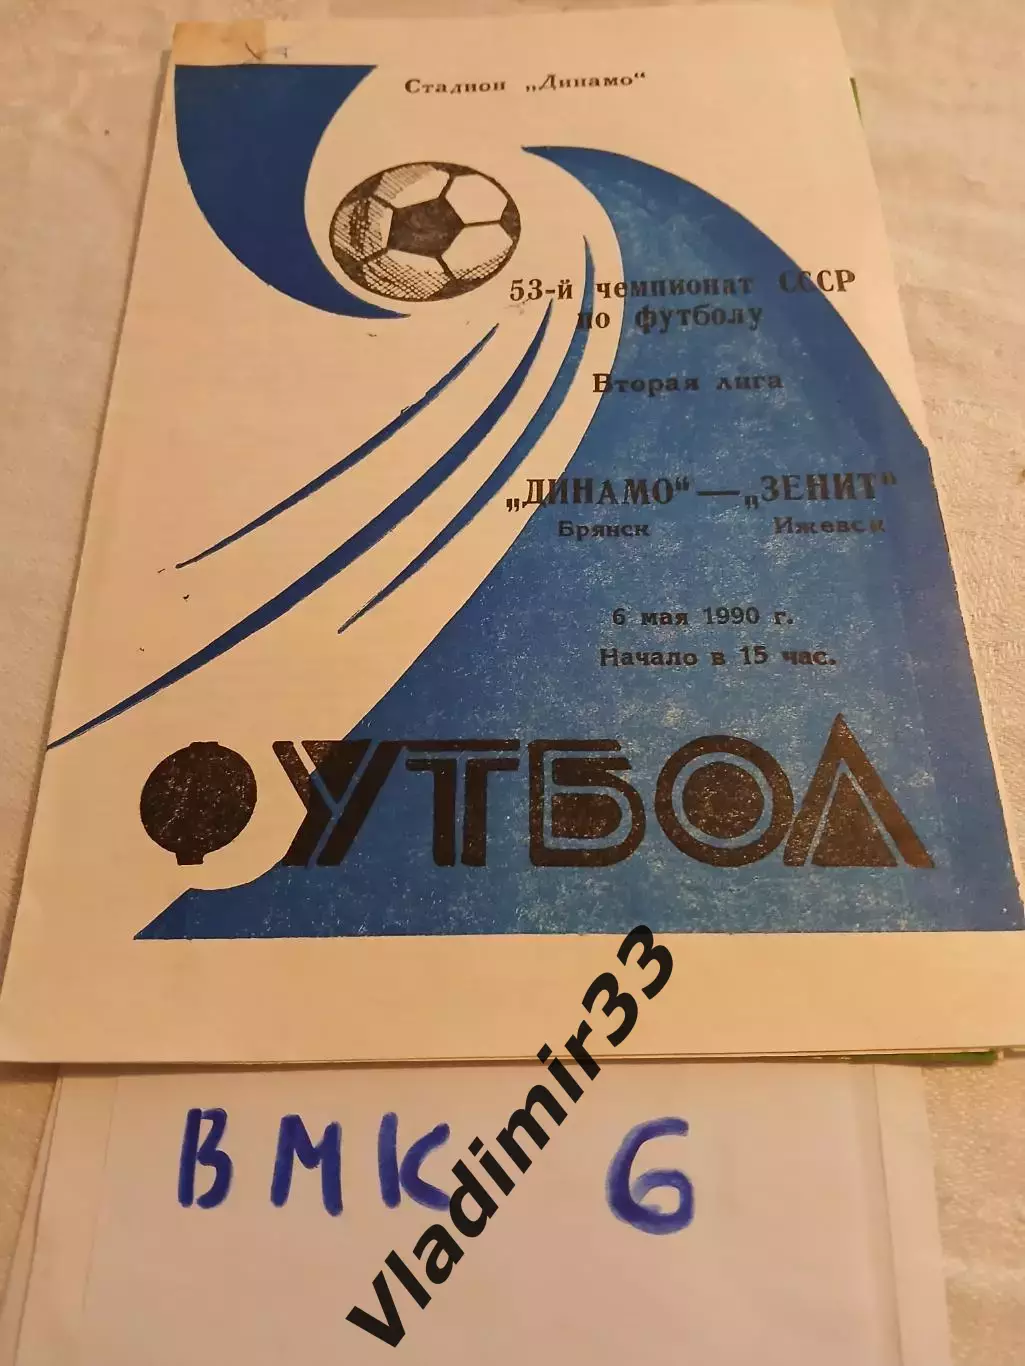 Стадион „Динамо“
53-й чемпионат СССР
по футболу
Вторая лига
„ДИНАМО“ — „ЗЕНИТ“
Брянск Ижевск
6 мая 1990 г.
Начало в 15 час.
ФУТБОЛ
ВМК 6
Vladimir33